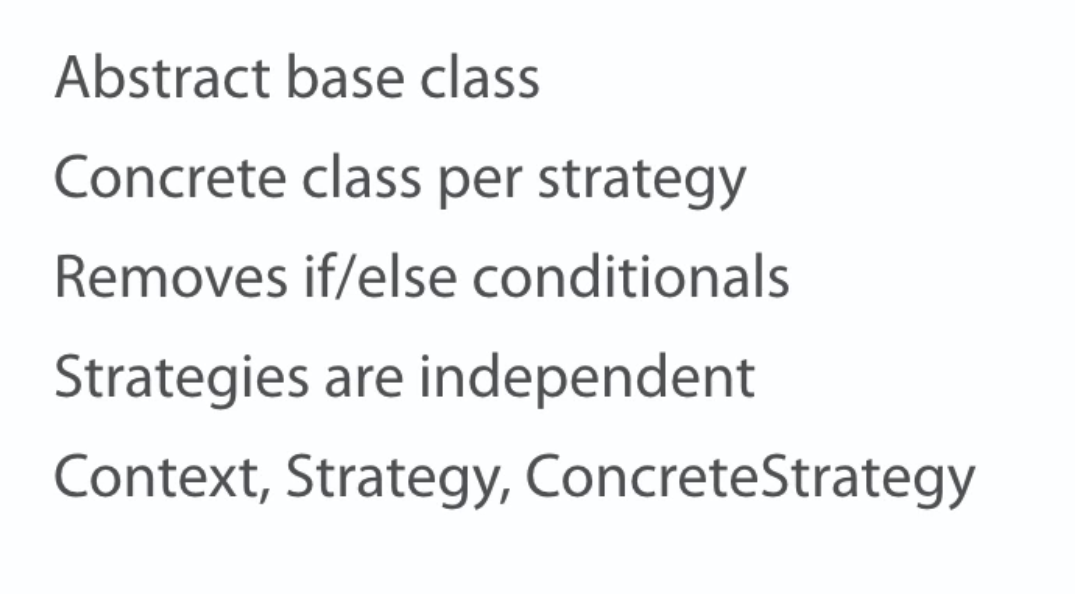 Abstract base class
Concrete class per strategy
Removes if/else conditionals
Strategies are independent
Context, Strategy, ConcreteStrategy